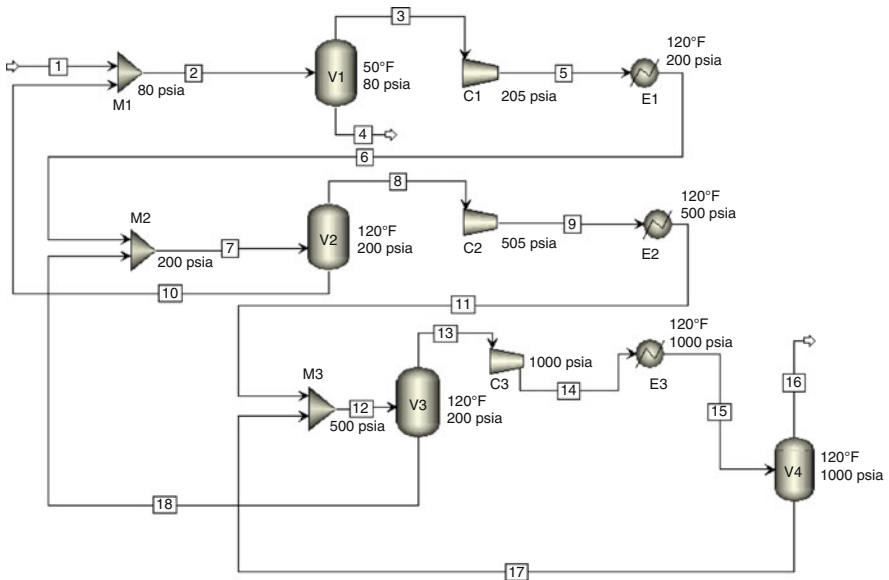 3
1
2
M1
80 psia
V1
50°F
80 psia
4
C1
205 psia
5
120°F
200 psia
E1
6
8
M2
7
200 psia
V2
120°F
200 psia
C2
505 psia
9
120°F
500 psia
E2
10
11
13
M3
12
500 psia
V3
120°F
200 psia
C3
1000 psia
14
120°F
1000 psia
E3
15
16
V4
120°F
1000 psia
18
17